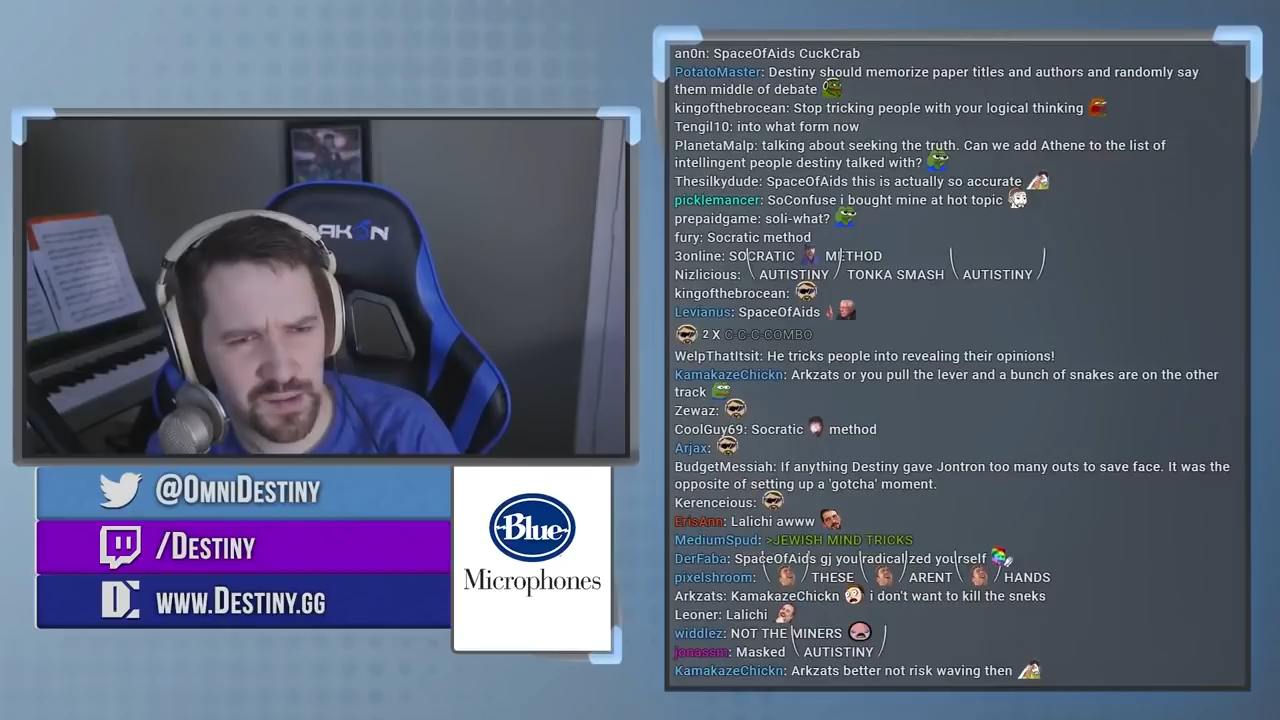 an0n: SpaceOfAids CuckCrab
PotatoMaster: Destiny should memorize paper titles and authors and randomly say
them middle of debate
kingofthebrocean: Stop tricking people with your logical thinking
Tengil10: into what form now
PlanetaMalp: talking about seeking the truth. Can we add Athene to the list of
intellingent people destiny talked with?
Thesilkydude: SpaceOfAids this is actually so accurate
picklemancer: SoConfuse i bought mine at hot topic
prepaidgame: soli-what?
fury: Socratic method
3online: SOCRATIC METHOD
Nizlicious: AUTISTINY TONKA SMASH AUTISTINY
kingofthebrocean:
Levianus: SpaceOfAids
2 X C-C-C-COMBO
WelpThatItsit: He tricks people into revealing their opinions!
KamakazeChickn: Arkzats or you pull the lever and a bunch of snakes are on the other
track
Zewaz:
CoolGuy69: Socratic method
Arjax:
BudgetMessiah: If anything Destiny gave Jontron too many outs to save face. It was the
opposite of setting up a 'gotcha' moment.
Kerenceious:
ErisAnn: Lalichi awww
MediumSpud: >JEWISH MIND TRICKS
DerFaba: SpaceOfAids gj you radicalized yourself
pixelshroom: THESE ARENT HANDS
Arkzats: KamakazeChickn i don't want to kill the sneks
Leoner: Lalichi
widdlez: NOT THE MINERS
jonassm: Masked AUTISTINY
KamakazeChickn: Arkzats better not risk waving then
@OmniDestiny
/Destiny
www.Destiny.gg
Blue
Microphones